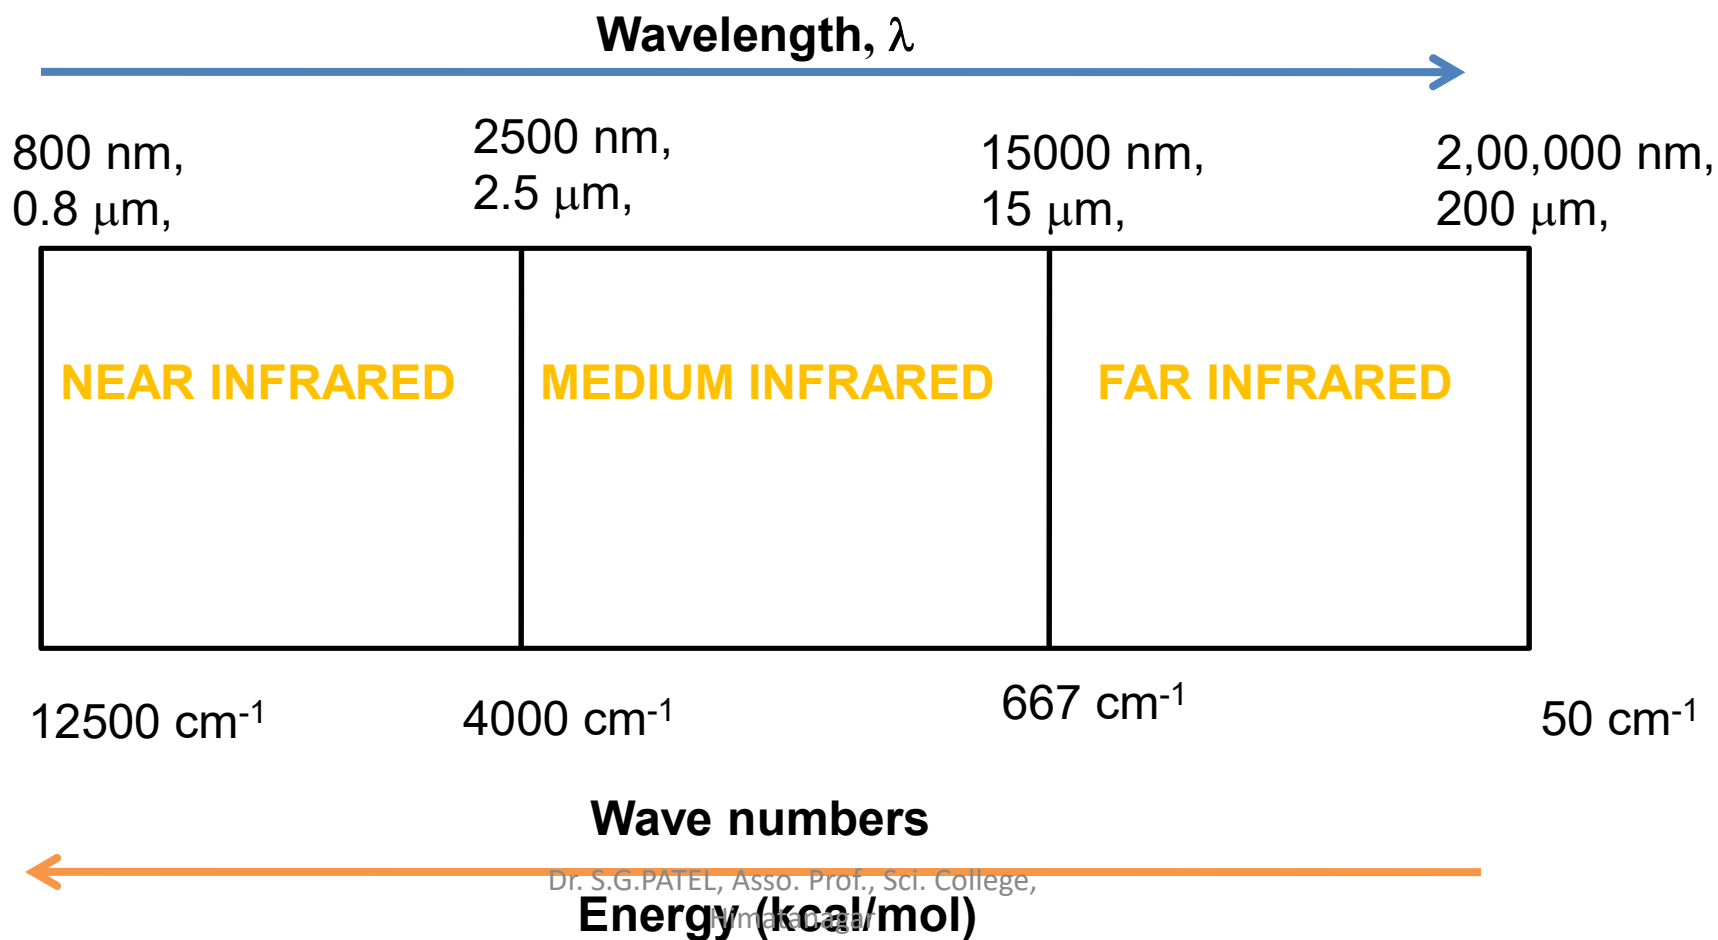 Wavelength, λ
800 nm,
0.8 μm,
2500 nm,
2.5 μm,
15000 nm,
15 μm,
2,00,000 nm,
200 μm,
NEAR INFRARED
MEDIUM INFRARED
FAR INFRARED
12500 cm⁻¹
4000 cm⁻¹
667 cm⁻¹
50 cm⁻¹
Wave numbers
Dr. S.G.PATEL, Asso. Prof., Sci. College,
Himatanagar
Energy (kcal/mol)